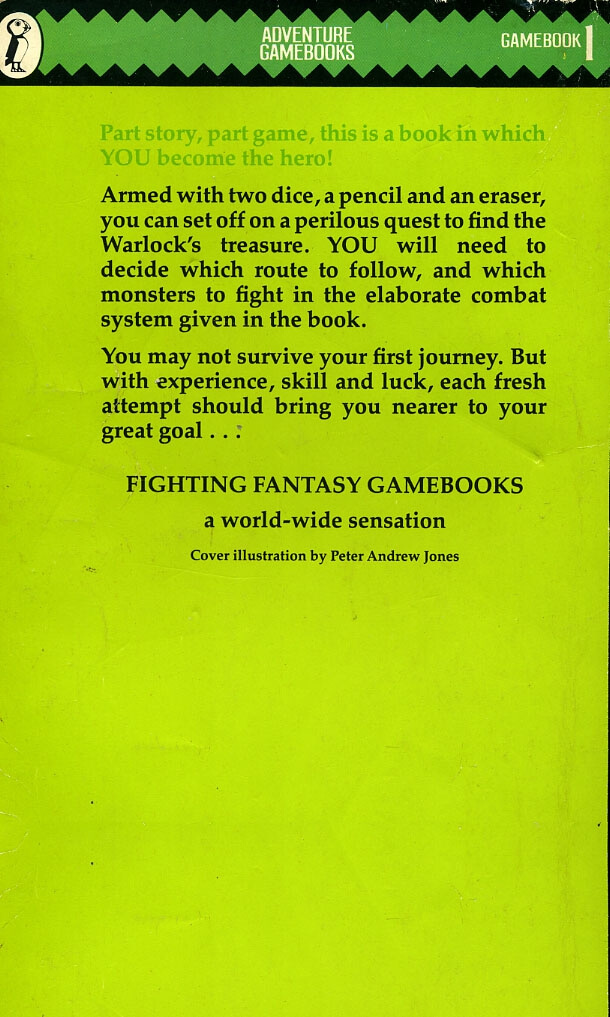 ADVENTURE
GAMEBOOKS
GAMEBOOK 1
Part story, part game, this is a book in which
YOU become the hero!
Armed with two dice, a pencil and an eraser,
you can set off on a perilous quest to find the
Warlock's treasure. YOU will need to
decide which route to follow, and which
monsters to fight in the elaborate combat
system given in the book.
You may not survive your first journey. But
with experience, skill and luck, each fresh
attempt should bring you nearer to your
great goal . . .
FIGHTING FANTASY GAMEBOOKS
a world-wide sensation
Cover illustration by Peter Andrew Jones